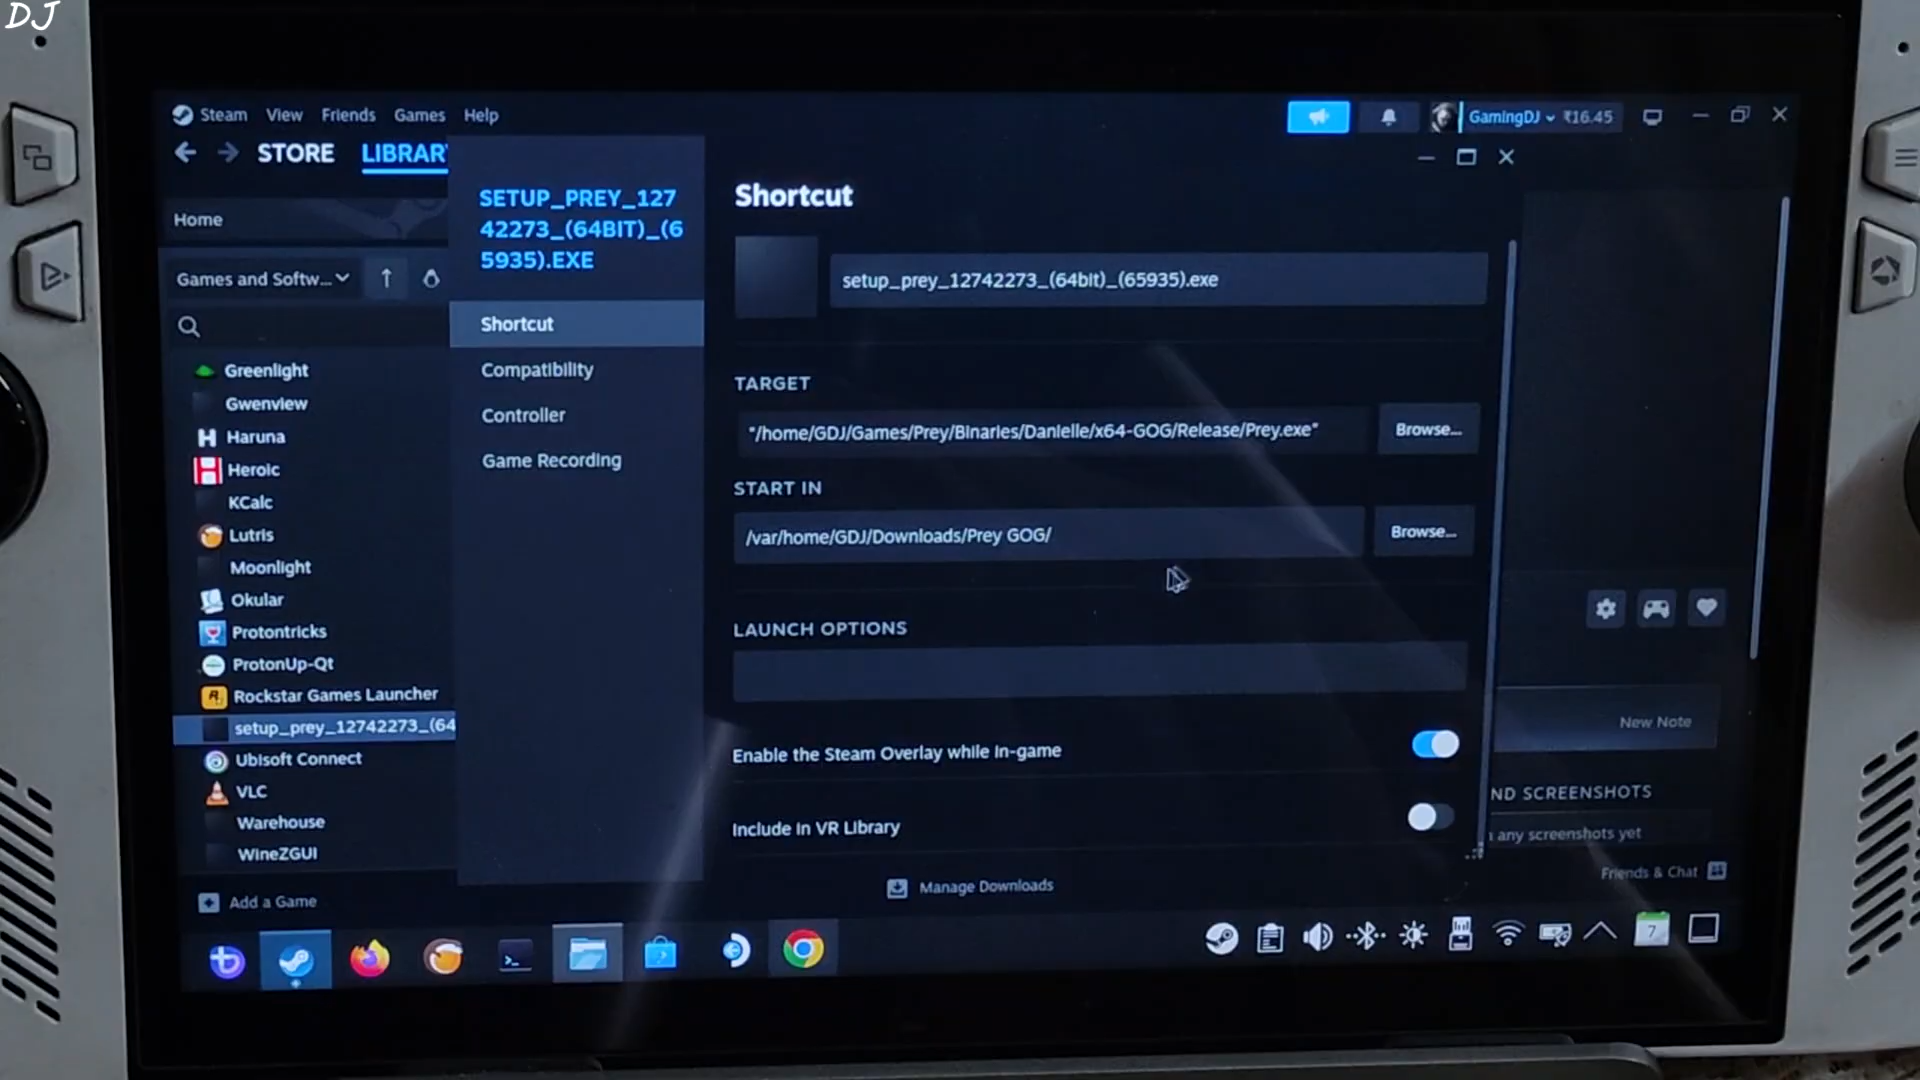 DJ
Steam View Friends Games Help
GamingDJ ₹16.45
STORE LIBRARY
Home
Games and Softw...
Greenlight
Gwenview
Haruna
Heroic
KCalc
Lutris
Moonlight
Okular
Protontricks
ProtonUp-Qt
Rockstar Games Launcher
setup_prey_12742273_(64
Ubisoft Connect
VLC
Warehouse
WineZGUI
Add a Game
SETUP_PREY_127
42273_(64BIT)_(6
5935).EXE
Shortcut
Compatibility
Controller
Game Recording
Shortcut
setup_prey_12742273_(64bit)_(65935).exe
TARGET
"/home/GDJ/Games/Prey/Binaries/Danielle/x64-GOG/Release/Prey.exe"
Browse...
START IN
/var/home/GDJ/Downloads/Prey GOG/
Browse...
LAUNCH OPTIONS
Enable the Steam Overlay while in-game
Include in VR Library
Manage Downloads
New Note
ND SCREENSHOTS
any screenshots yet
Friends & Chat
7